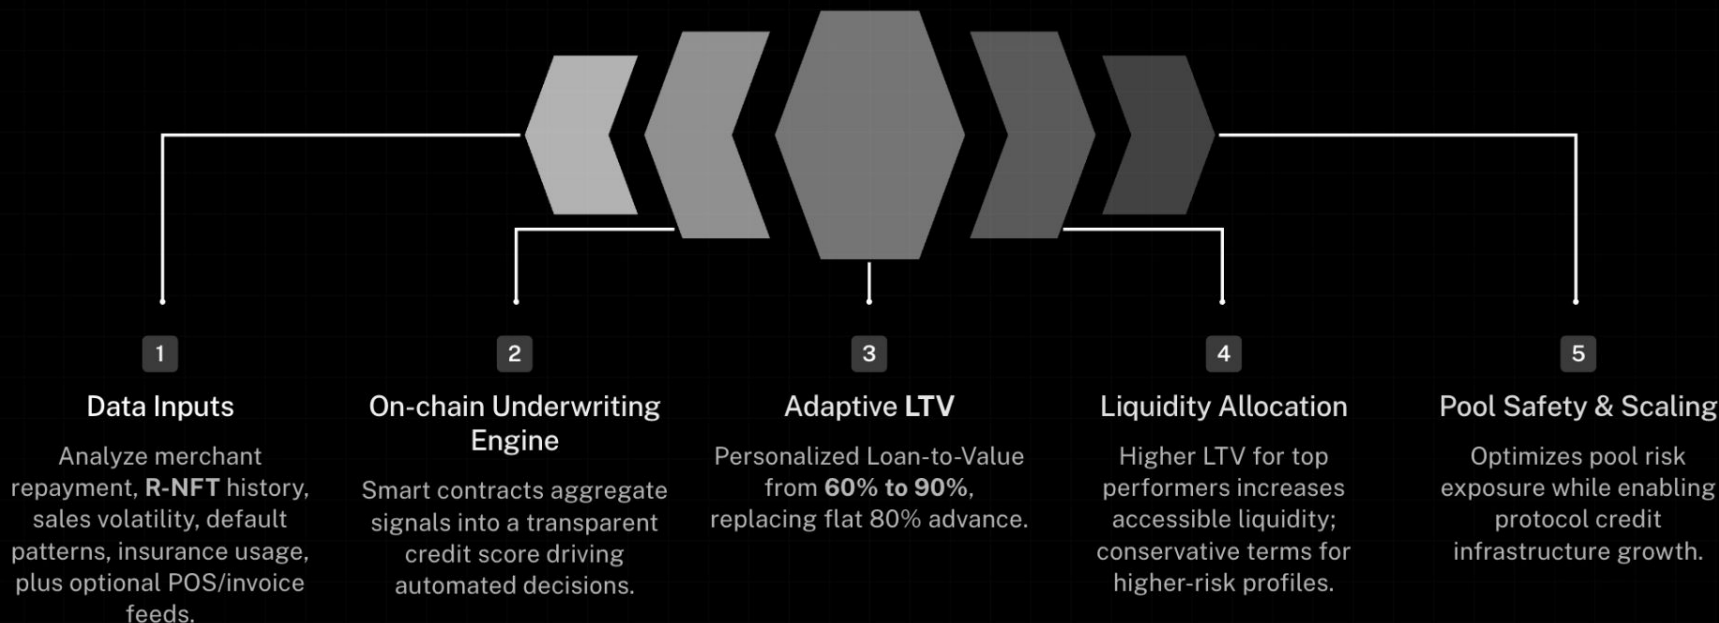 1
Data Inputs
Analyze merchant
repayment, R-NFT history,
sales volatility, default
patterns, insurance usage,
plus optional POS/invoice
feeds.
2
On-chain Underwriting
Engine
Smart contracts aggregate
signals into a transparent
credit score driving
automated decisions.
3
Adaptive LTV
Personalized Loan-to-Value
from 60% to 90%,
replacing flat 80% advance.
4
Liquidity Allocation
Higher LTV for top
performers increases
accessible liquidity;
conservative terms for
higher-risk profiles.
5
Pool Safety & Scaling
Optimizes pool risk
exposure while enabling
protocol credit
infrastructure growth.